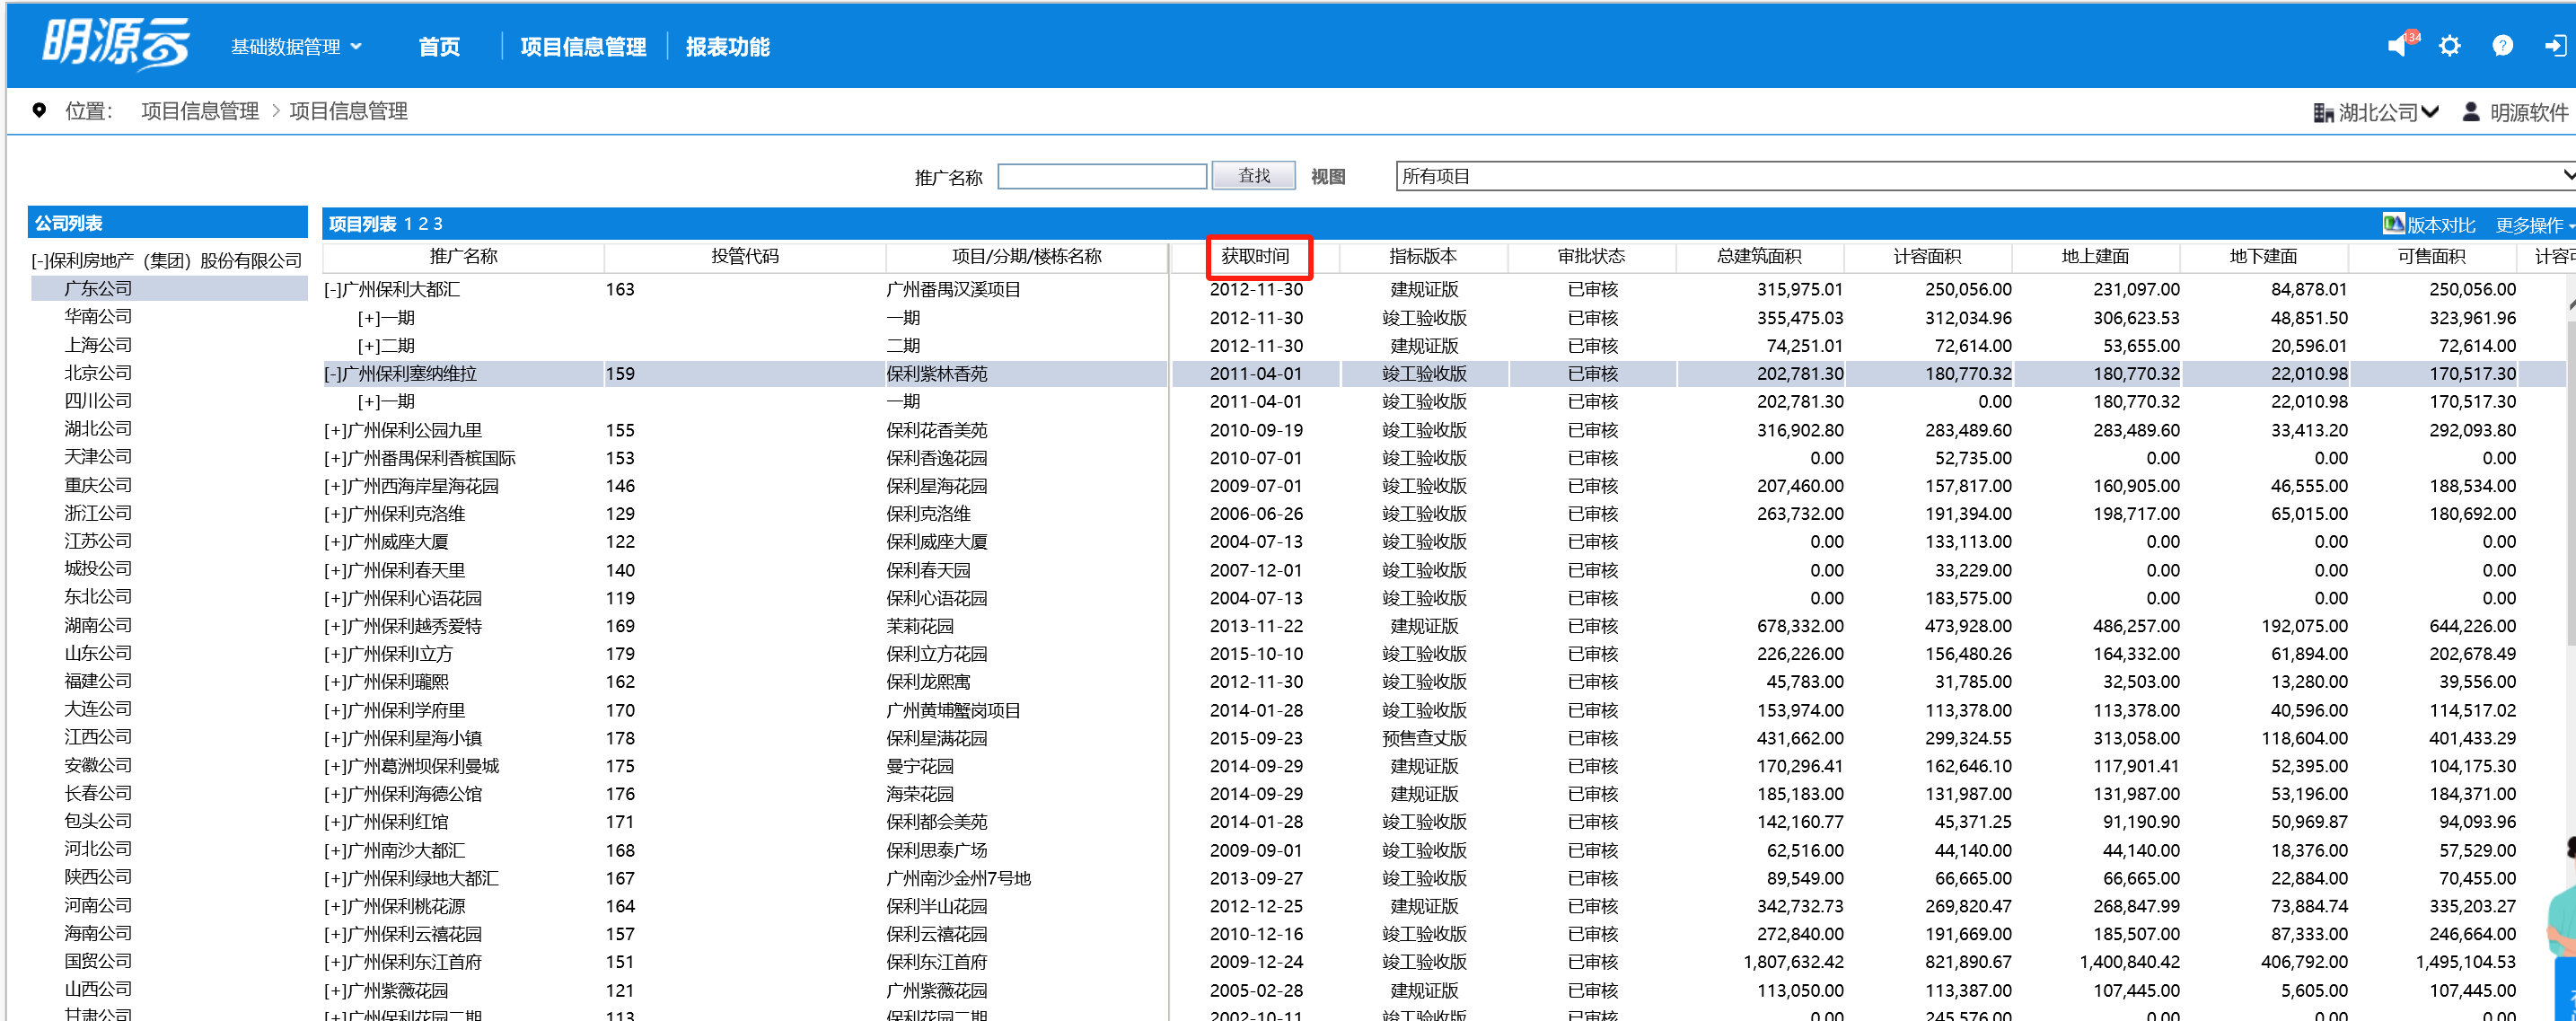 明源云 基础数据管理 首页 项目信息管理 报表功能 134
位置： 项目信息管理 > 项目信息管理 湖北公司 明源软件
推广名称 查找 视图 所有项目
公司列表
[-]保利房地产（集团）股份有限公司
广东公司
华南公司
上海公司
北京公司
四川公司
湖北公司
天津公司
重庆公司
浙江公司
江苏公司
城投公司
东北公司
湖南公司
山东公司
福建公司
大连公司
江西公司
安徽公司
长春公司
包头公司
河北公司
陕西公司
河南公司
海南公司
国贸公司
山西公司
甘肃公司
项目列表 1 2 3 版本对比 更多操作
推广名称 投管代码 项目/分期/楼栋名称 获取时间 指标版本 审批状态 总建筑面积 计容面积 地上建面 地下建面 可售面积 计容可
[-]广州保利大都汇 163 广州番禺汉溪项目 2012-11-30 建规证版 已审核 315,975.01 250,056.00 231,097.00 84,878.01 250,056.00
[+]一期 一期 2012-11-30 竣工验收版 已审核 355,475.03 312,034.96 306,623.53 48,851.50 323,961.96
[+]二期 二期 2012-11-30 建规证版 已审核 74,251.01 72,614.00 53,655.00 20,596.01 72,614.00
[-]广州保利塞纳维拉 159 保利紫林香苑 2011-04-01 竣工验收版 已审核 202,781.30 180,770.32 180,770.32 22,010.98 170,517.30
[+]一期 一期 2011-04-01 竣工验收版 已审核 202,781.30 0.00 180,770.32 22,010.98 170,517.30
[+]广州保利公园九里 155 保利花香美苑 2010-09-19 竣工验收版 已审核 316,902.80 283,489.60 283,489.60 33,413.20 292,093.80
[+]广州番禺保利香槟国际 153 保利香逸花园 2010-07-01 竣工验收版 已审核 0.00 52,735.00 0.00 0.00 0.00
[+]广州西海岸星海花园 146 保利星海花园 2009-07-01 竣工验收版 已审核 207,460.00 157,817.00 160,905.00 46,555.00 188,534.00
[+]广州保利克洛维 129 保利克洛维 2006-06-26 竣工验收版 已审核 263,732.00 191,394.00 198,717.00 65,015.00 180,692.00
[+]广州威座大厦 122 保利威座大厦 2004-07-13 竣工验收版 已审核 0.00 133,113.00 0.00 0.00 0.00
[+]广州保利春天里 140 保利春天园 2007-12-01 竣工验收版 已审核 0.00 33,229.00 0.00 0.00 0.00
[+]广州保利心语花园 119 保利心语花园 2004-07-13 竣工验收版 已审核 0.00 183,575.00 0.00 0.00 0.00
[+]广州保利越秀爱特 169 茉莉花园 2013-11-22 建规证版 已审核 678,332.00 473,928.00 486,257.00 192,075.00 644,226.00
[+]广州保利I立方 179 保利立方花园 2015-10-10 竣工验收版 已审核 226,226.00 156,480.26 164,332.00 61,894.00 202,678.49
[+]广州保利瓏熙 162 保利龙熙寓 2012-11-30 竣工验收版 已审核 45,783.00 31,785.00 32,503.00 13,280.00 39,556.00
[+]广州保利学府里 170 广州黄埔蟹岗项目 2014-01-28 竣工验收版 已审核 153,974.00 113,378.00 113,378.00 40,596.00 114,517.02
[+]广州保利星海小镇 178 保利星满花园 2015-09-23 预售查丈版 已审核 431,662.00 299,324.55 313,058.00 118,604.00 401,433.29
[+]广州葛洲坝保利曼城 175 曼宁花园 2014-09-29 建规证版 已审核 170,296.41 162,646.10 117,901.41 52,395.00 104,175.30
[+]广州保利海德公馆 176 海荣花园 2014-09-29 建规证版 已审核 185,183.00 131,987.00 131,987.00 53,196.00 184,371.00
[+]广州保利红馆 171 保利都会美苑 2014-01-28 竣工验收版 已审核 142,160.77 45,371.25 91,190.90 50,969.87 94,093.96
[+]广州南沙大都汇 168 保利思泰广场 2009-09-01 竣工验收版 已审核 62,516.00 44,140.00 44,140.00 18,376.00 57,529.00
[+]广州保利绿地大都汇 167 广州南沙金州7号地 2013-09-27 竣工验收版 已审核 89,549.00 66,665.00 66,665.00 22,884.00 70,455.00
[+]广州保利桃花源 164 保利半山花园 2012-12-25 建规证版 已审核 342,732.73 269,820.47 268,847.99 73,884.74 335,203.27
[+]广州保利云禧花园 157 保利云禧花园 2010-12-16 竣工验收版 已审核 272,840.00 191,669.00 185,507.00 87,333.00 246,664.00
[+]广州保利东江首府 151 保利东江首府 2009-12-24 竣工验收版 已审核 1,807,632.42 821,890.67 1,400,840.42 406,792.00 1,495,104.53
[+]广州紫薇花园 121 广州紫薇花园 2005-02-28 建规证版 已审核 113,050.00 113,387.00 107,445.00 5,605.00 107,445.00
[+]广州保利花园二期 113 保利花园二期 2002-10-11 竣工验收版 已审核 0.00 245,576.00 0.00 0.00 0.00